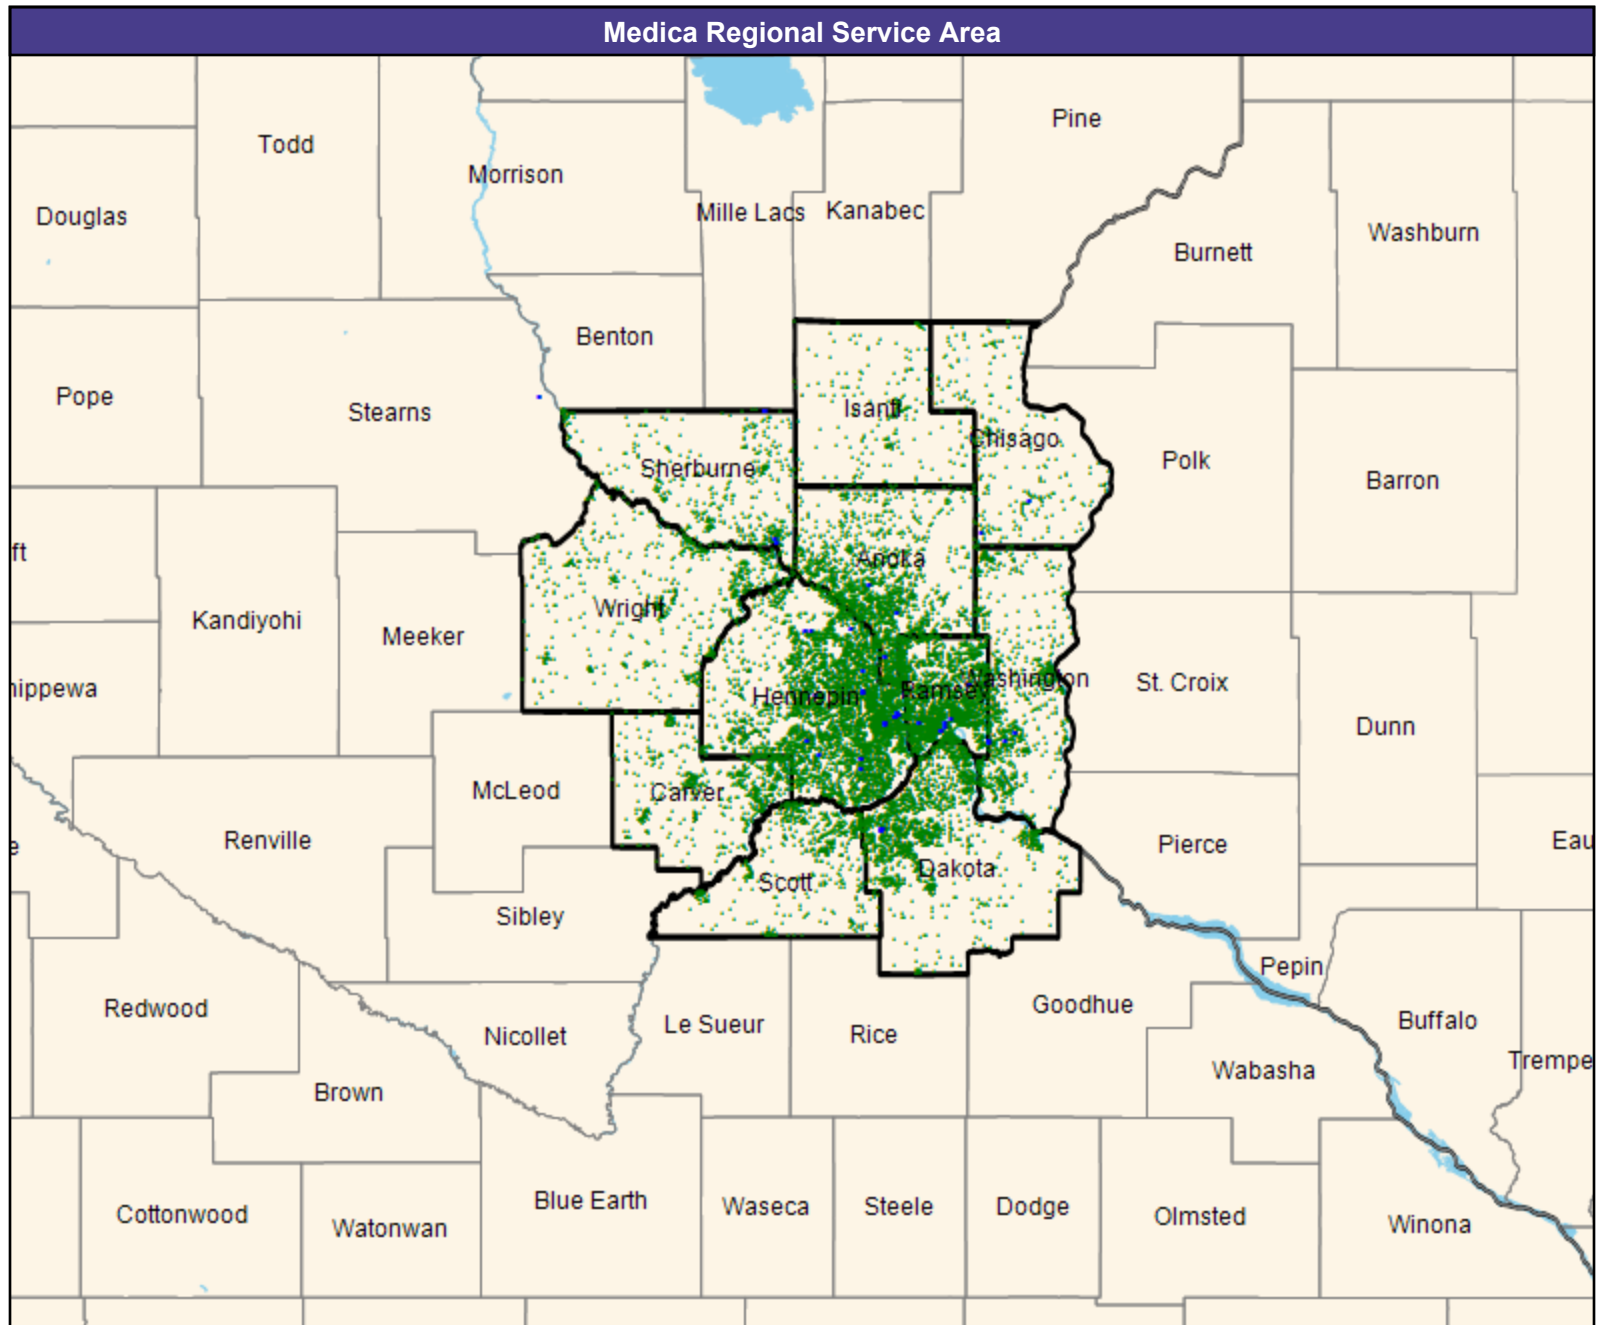 Medica Regional Service Area
Pine
Todd
Morrison
Douglas
Mille Lacs
Kanabec
Washburn
Burnett
Benton
Pope
Stearns
Isanti
Chisago
Sherburne
Polk
Barron
ft
Anoka
Wright
Kandiyohi
Meeker
hippewa
Hennepin
Ramsey
Washington
St. Croix
Dunn
McLeod
Carver
Renville
e
Pierce
Eau
Scott
Dakota
Sibley
Pepin
Redwood
Goodhue
Nicollet
Le Sueur
Rice
Buffalo
Trempe
Wabasha
Brown
Blue Earth
Waseca
Steele
Dodge
Olmsted
Cottonwood
Watonwan
Winona